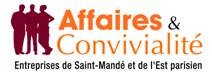 Affaires &
Convivialité
Entreprises de Saint-Mandé et de l'Est parisien